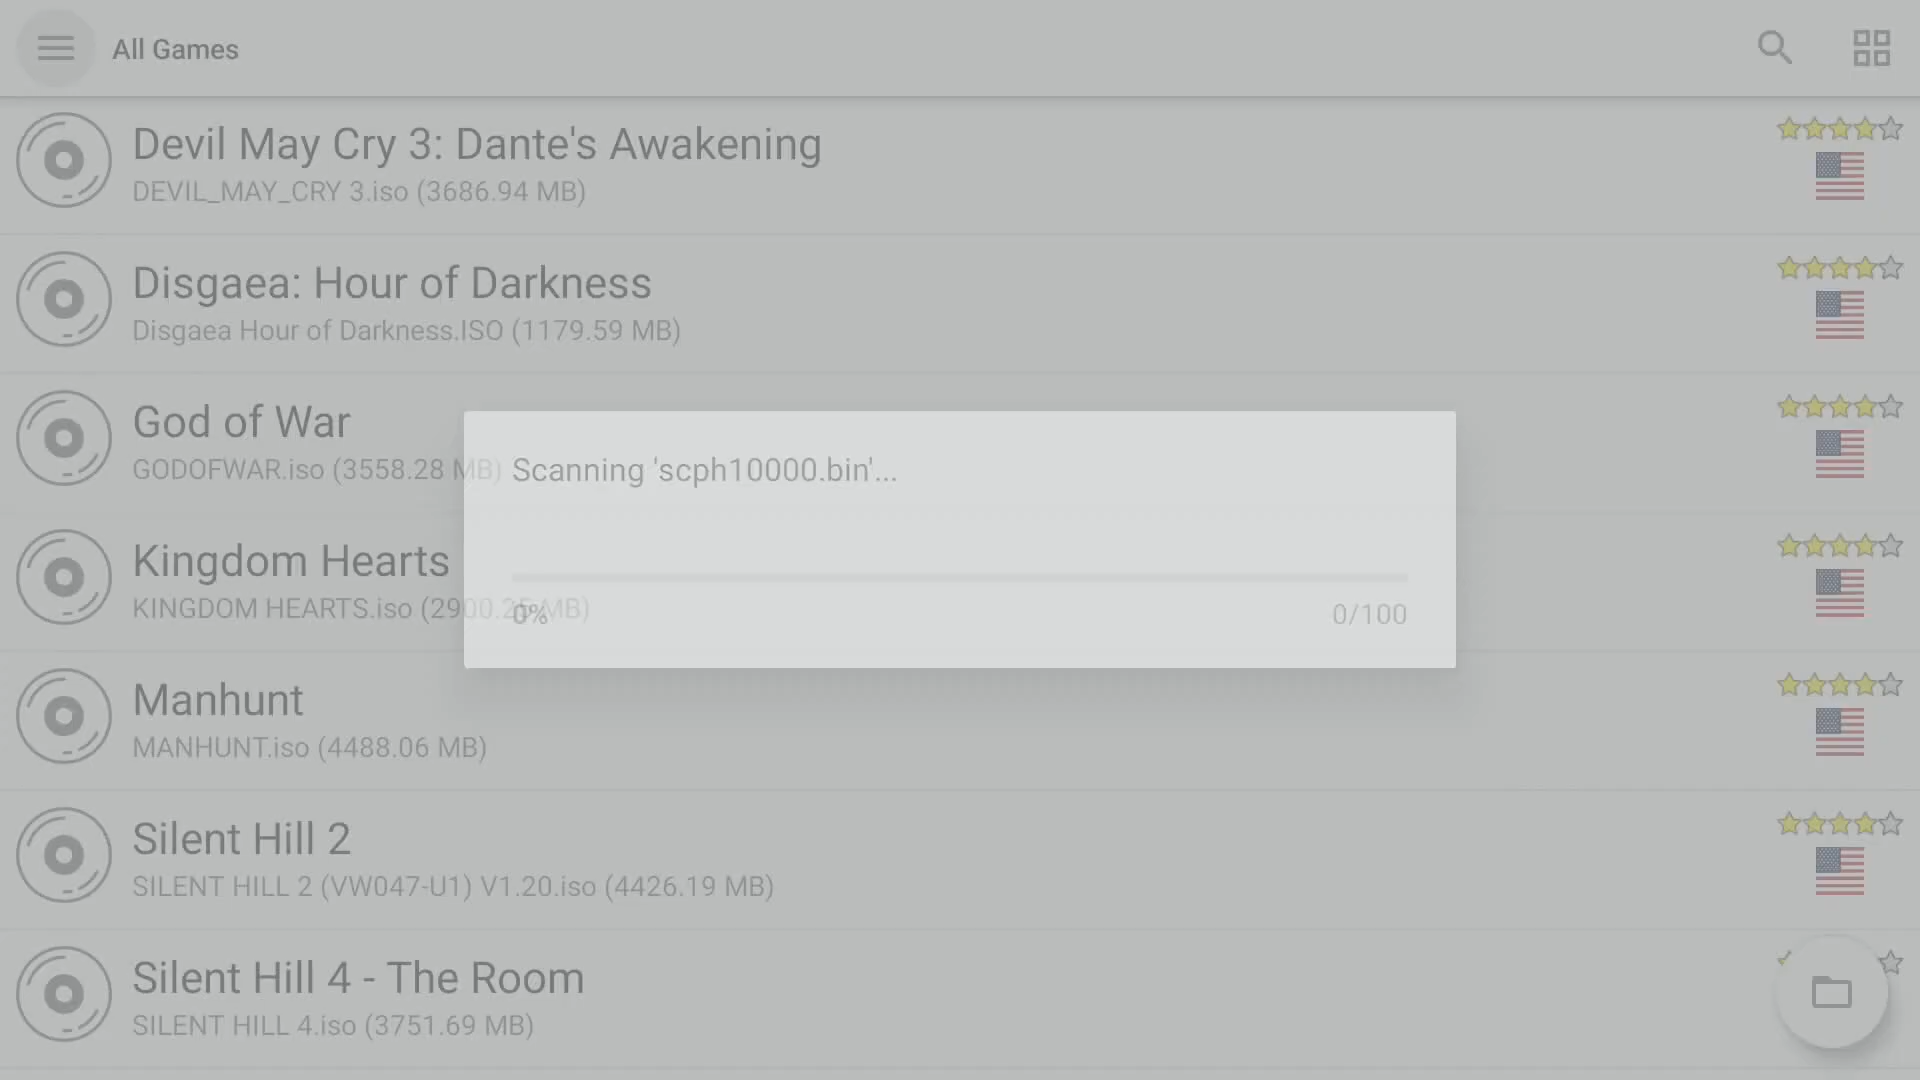 All Games
Devil May Cry 3: Dante's Awakening
DEVIL_MAY_CRY 3.iso (3686.94 MB)
Disgaea: Hour of Darkness
Disgaea Hour of Darkness.ISO (1179.59 MB)
God of War
GODOFWAR.iso (3558.28 MB)
Scanning 'scph10000.bin'...
Kingdom Hearts
KINGDOM HEARTS.iso (2900.25 MB)
0%
0/100
Manhunt
MANHUNT.iso (4488.06 MB)
Silent Hill 2
SILENT HILL 2 (VW047-U1) V1.20.iso (4426.19 MB)
Silent Hill 4 - The Room
SILENT HILL 4.iso (3751.69 MB)